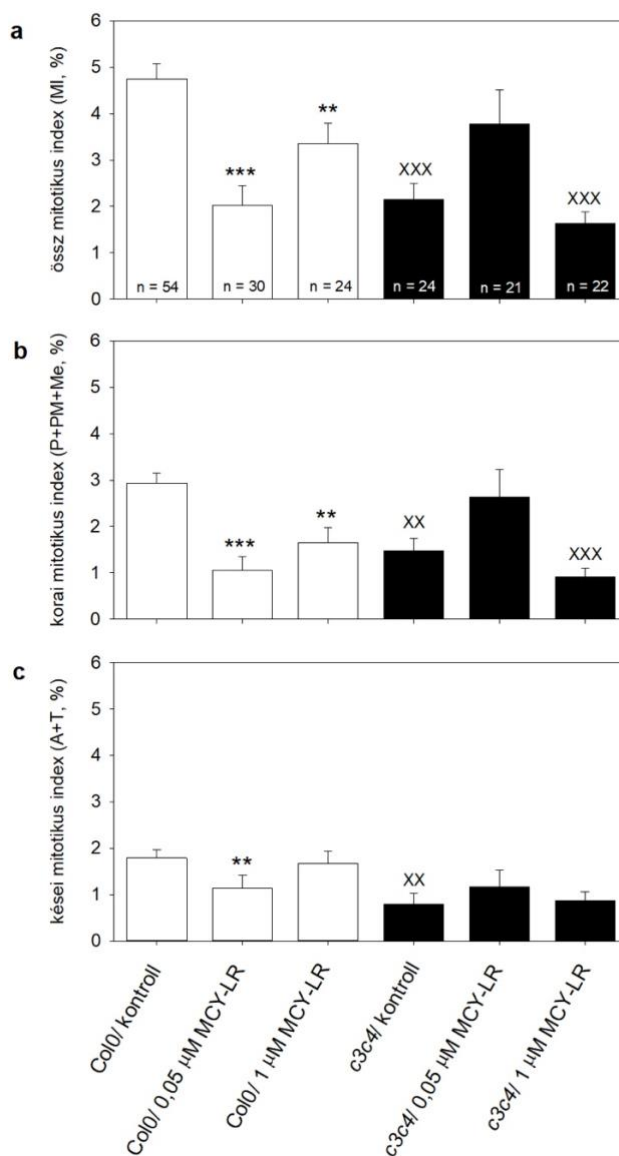 a
össz mitotikus index (MI, %)
6
5
4
3
2
1
0
***
**
XXX
XXX
n = 54
n = 30
n = 24
n = 24
n = 21
n = 22
b
korai mitotikus index (P+PM+Me, %)
6
5
4
3
2
1
0
***
**
XX
XXX
c
kései mitotikus index (A+T, %)
6
5
4
3
2
1
0
**
XX
Col0/ kontroll
Col0/ 0,05 µM MCY-LR
Col0/ 1 µM MCY-LR
c3c4/ kontroll
c3c4/ 0,05 µM MCY-LR
c3c4/ 1 µM MCY-LR